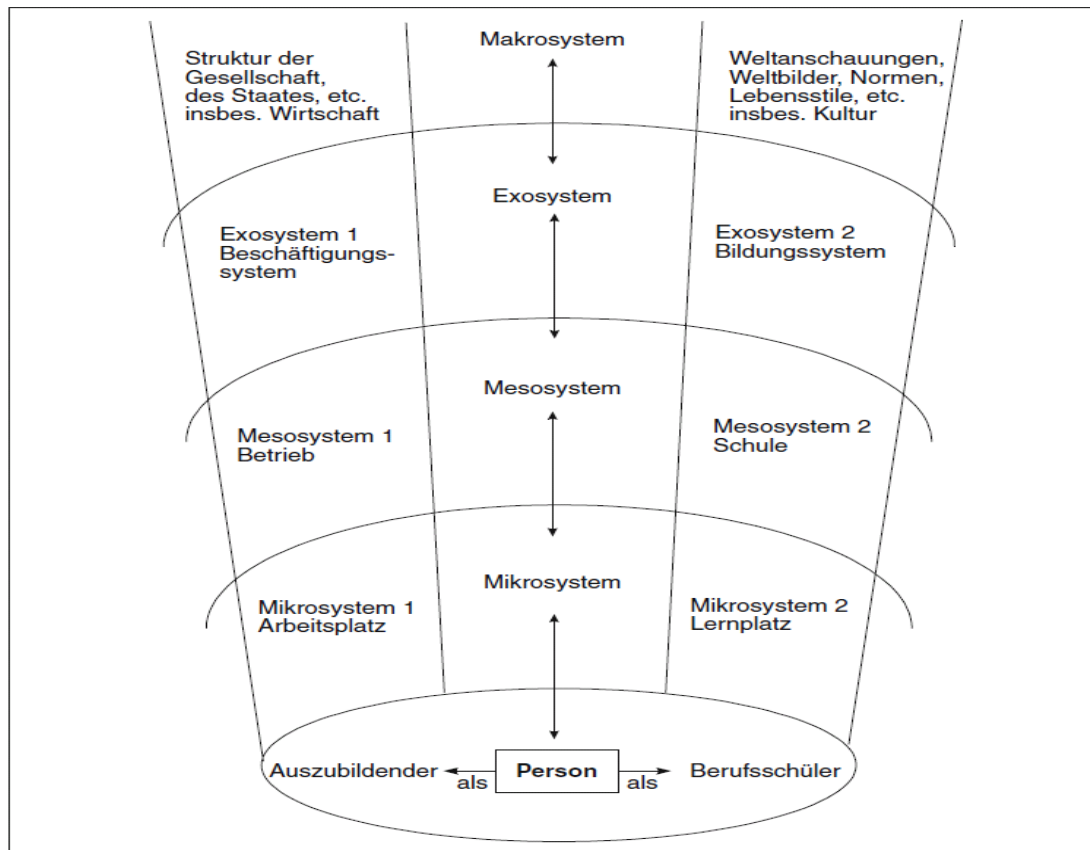 Makrosystem
Struktur der
Gesellschaft,
des Staates, etc.
insbes. Wirtschaft
Weltanschauungen,
Weltbilder, Normen,
Lebensstile, etc.
insbes. Kultur
Exosystem
Exosystem 1
Beschäftigungs-
system
Exosystem 2
Bildungssystem
Mesosystem
Mesosystem 1
Betrieb
Mesosystem 2
Schule
Mikrosystem
Mikrosystem 1
Arbeitsplatz
Mikrosystem 2
Lernplatz
Auszubildender
als
Person
als
Berufsschüler